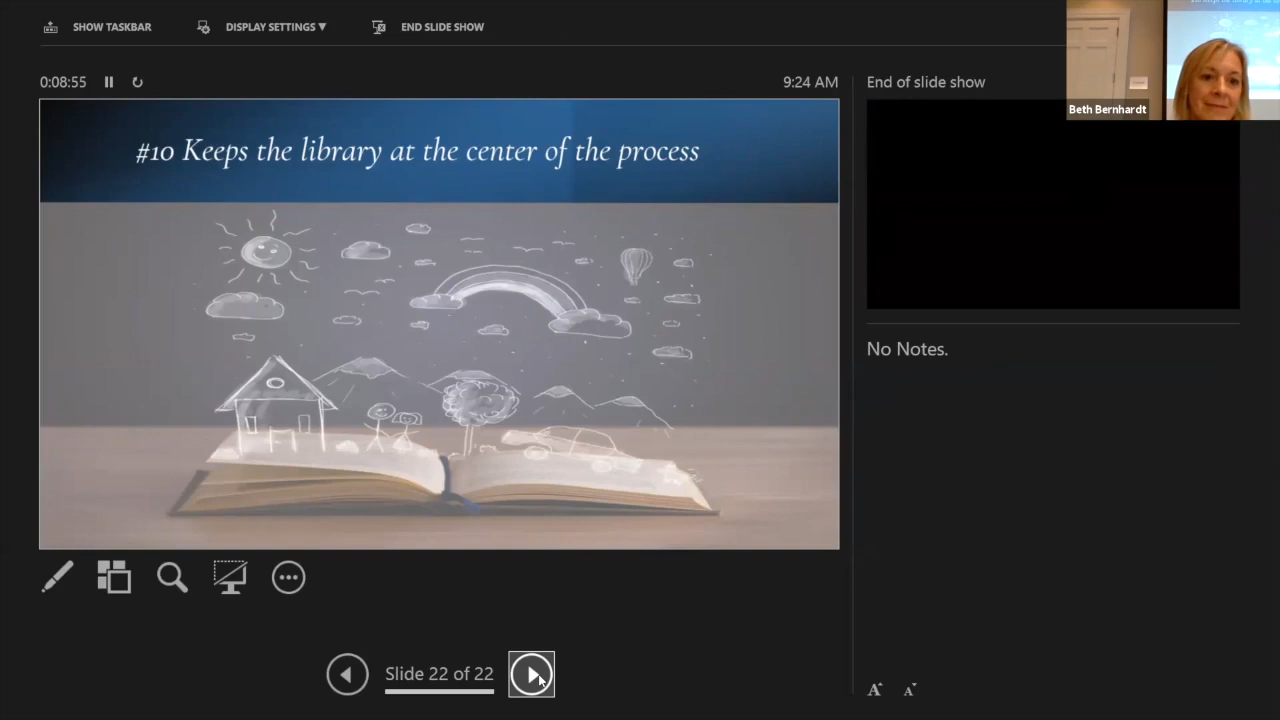 SHOW TASKBAR
DISPLAY SETTINGS ▼
END SLIDE SHOW
0:08:55
9:24 AM
End of slide show
Beth Bernhardt
#10 Keeps the library at the center of the process
No Notes.
Slide 22 of 22
A
A